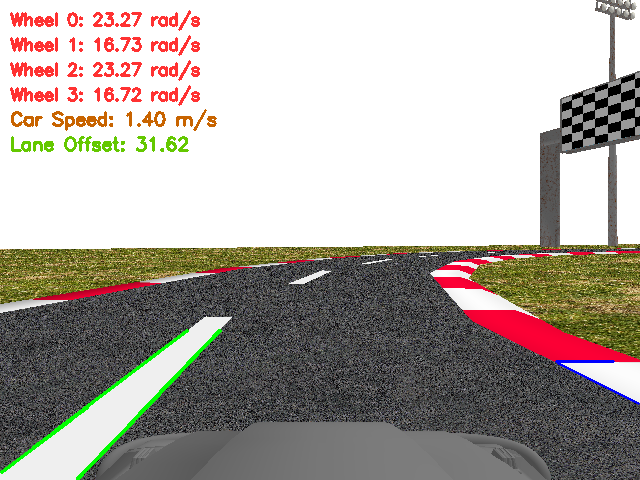 Wheel 0: 23.27 rad/s
Wheel 1: 16.73 rad/s
Wheel 2: 23.27 rad/s
Wheel 3: 16.72 rad/s
Car Speed: 1.40 m/s
Lane Offset: 31.62